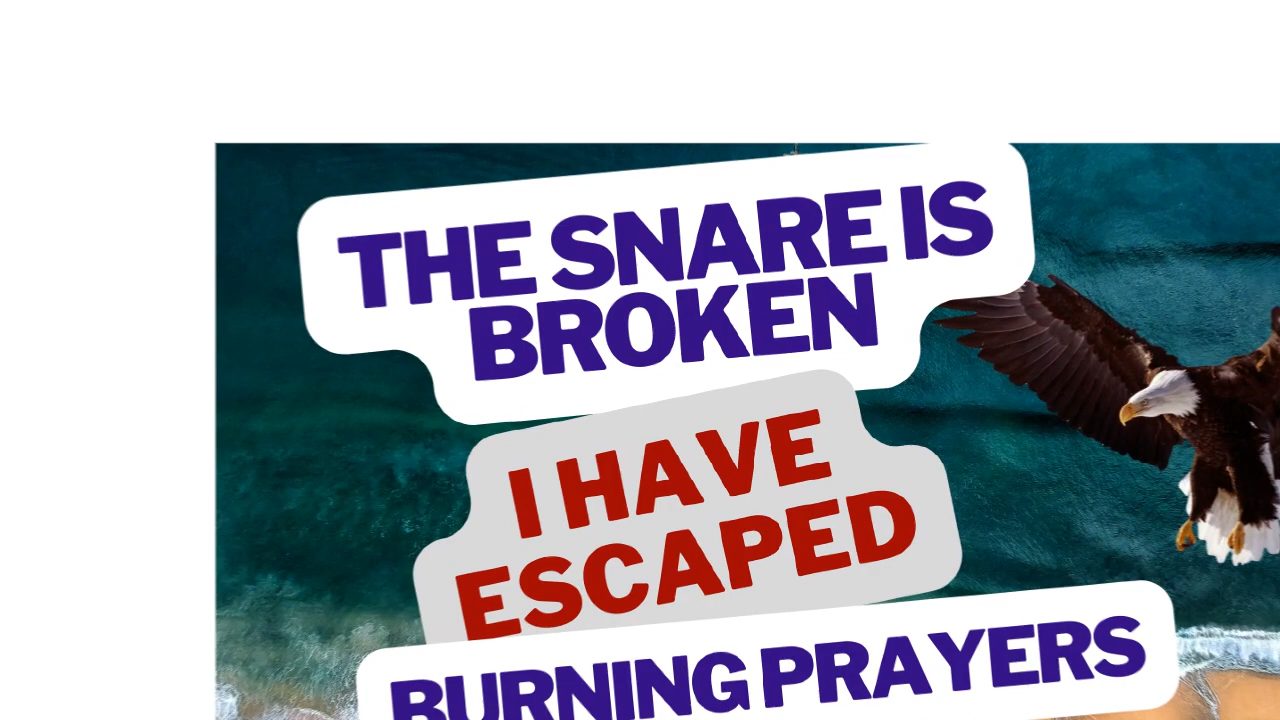 THE SNARE IS
BROKEN
I HAVE
ESCAPED
BURNING PRAYERS